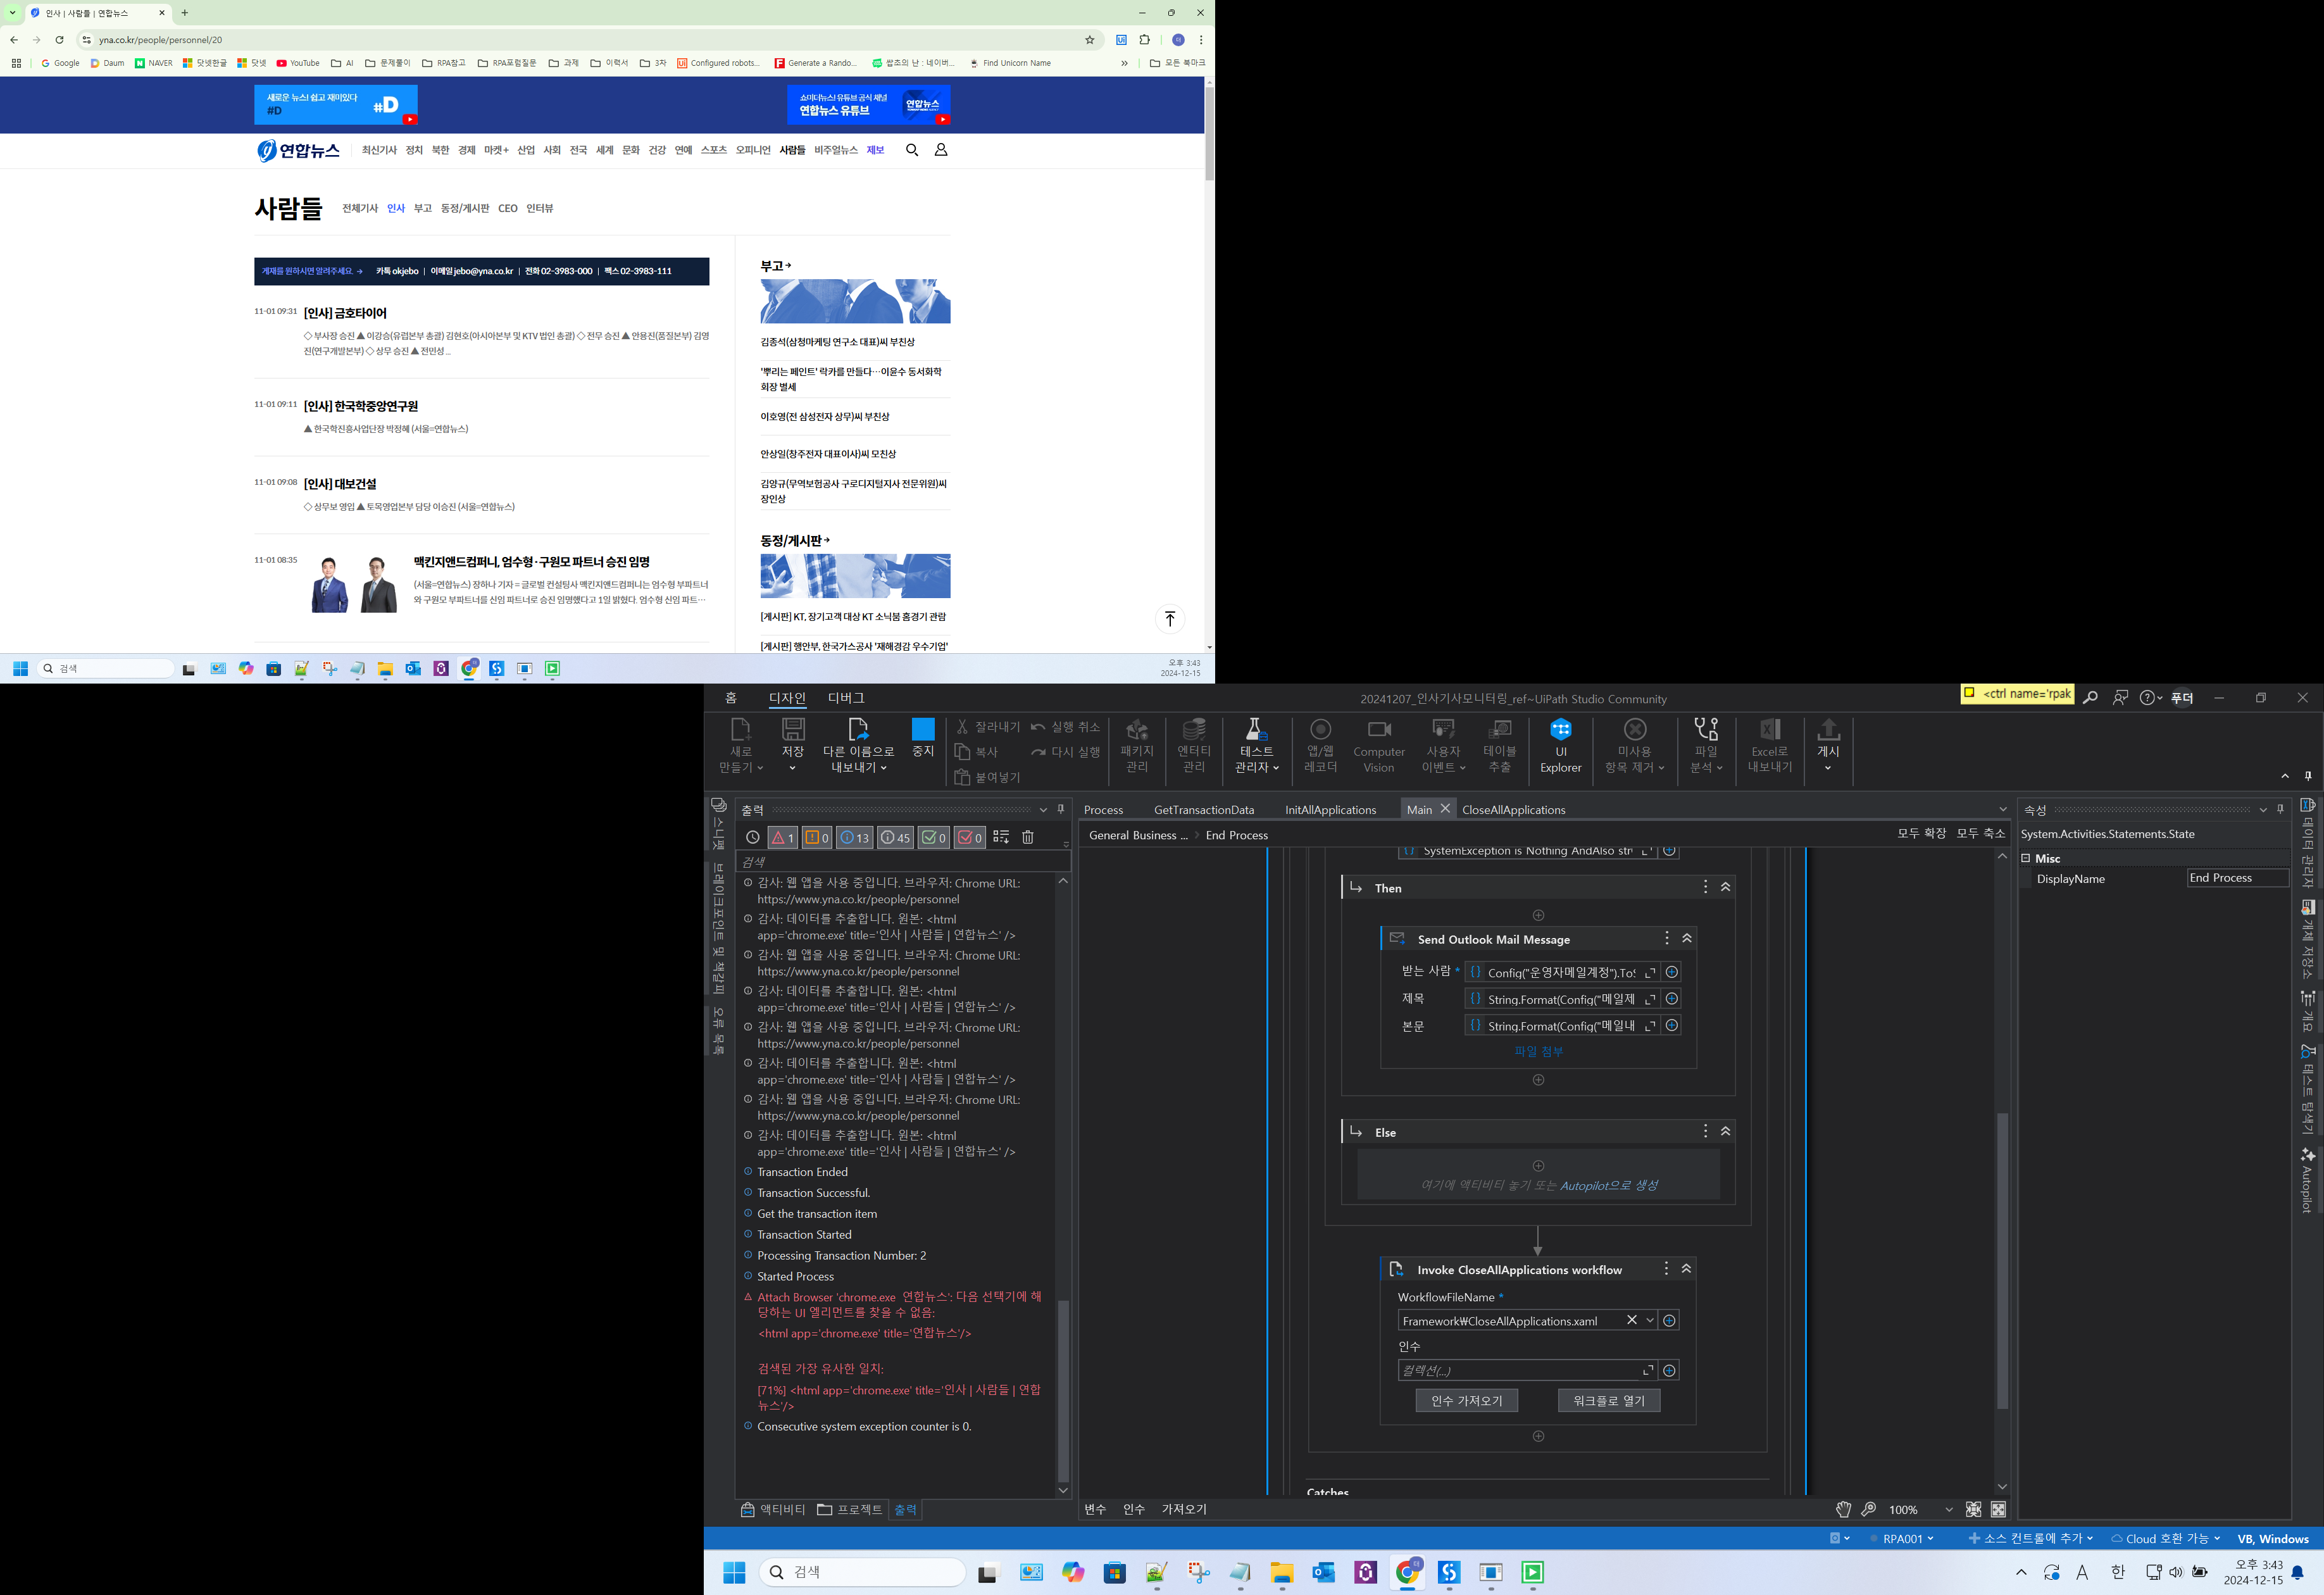 인사 | 사람들 | 연합뉴스
yna.co.kr/people/personnel/20
Google Daum NAVER 닷넷한글 닷넷 YouTube AI 문제풀이 RPA참고 RPA포럼질문 과제 이력서 3차 Configured robots... Generate a Rando... 쌉초의 난 : 네이버... Find Unicorn Name » 모든 북마크
새로운 뉴스! 쉽고 재미있다
#D
#D
쇼미더뉴스! 유튜브 공식 채널
연합뉴스 유튜브
연합뉴스
연합뉴스 최신기사 정치 북한 경제 마켓+ 산업 사회 전국 세계 문화 건강 연예 스포츠 오피니언 사람들 비주얼뉴스 제보
사람들 전체기사 인사 부고 동정/게시판 CEO 인터뷰
게재를 원하시면 알려주세요. → 카톡 okjebo | 이메일 jebo@yna.co.kr | 전화 02-3983-000 | 팩스 02-3983-111
11-01 09:31 [인사] 금호타이어
◇ 부사장 승진 ▲ 이강승(유럽본부 총괄) 김현호(아시아본부 및 KTV 법인 총괄) ◇ 전무 승진 ▲ 안용진(품질본부) 김영
진(연구개발본부) ◇ 상무 승진 ▲ 전민성 ...
11-01 09:11 [인사] 한국학중앙연구원
▲ 한국학진흥사업단장 박정혜 (서울=연합뉴스)
11-01 09:08 [인사] 대보건설
◇ 상무보 영입 ▲ 토목영업본부 담당 이승진 (서울=연합뉴스)
11-01 08:35 맥킨지앤드컴퍼니, 엄수형·구원모 파트너 승진 임명
(서울=연합뉴스) 장하나 기자 = 글로벌 컨설팅사 맥킨지앤드컴퍼니는 엄수형 부파트너
와 구원모 부파트너를 신임 파트너로 승진 임명했다고 1일 밝혔다. 엄수형 신임 파트…
부고 →
김종석(삼청마케팅 연구소 대표)씨 부친상
'뿌리는 페인트' 락카를 만들다…이윤수 동서화학
회장 별세
이호영(전 삼성전자 상무)씨 부친상
안상일(창주전자 대표이사)씨 모친상
김양규(무역보험공사 구로디지털지사 전문위원)씨
장인상
동정/게시판 →
[게시판] KT, 장기고객 대상 KT 소닉붐 홈경기 관람
[게시판] 행안부, 한국가스공사 '재해경감 우수기업'
검색
오후 3:43
2024-12-15
홈 디자인 디버그
20241207_인사기사모니터링_ref~UiPath Studio Community
<ctrl name='rpak
푸더
새로
만들기
저장
다른 이름으로
내보내기
중지
잘라내기 실행 취소
복사 다시 실행
붙여넣기
패키지
관리
엔터티
관리
테스트
관리자
앱/웹
레코더
Computer
Vision
사용자
이벤트
테이블
추출
UI
Explorer
미사용
항목 제거
파일
분석
Excel로
내보내기
게시
스니펫
브레이크포인트 및 책갈피
오류 목록
출력
1 0 13 45 0 0
검색
감사: 웹 앱을 사용 중입니다. 브라우저: Chrome URL:
https://www.yna.co.kr/people/personnel
감사: 데이터를 추출합니다. 원본: <html
app='chrome.exe' title='인사 | 사람들 | 연합뉴스' />
감사: 웹 앱을 사용 중입니다. 브라우저: Chrome URL:
https://www.yna.co.kr/people/personnel
감사: 데이터를 추출합니다. 원본: <html
app='chrome.exe' title='인사 | 사람들 | 연합뉴스' />
감사: 웹 앱을 사용 중입니다. 브라우저: Chrome URL:
https://www.yna.co.kr/people/personnel
감사: 데이터를 추출합니다. 원본: <html
app='chrome.exe' title='인사 | 사람들 | 연합뉴스' />
감사: 웹 앱을 사용 중입니다. 브라우저: Chrome URL:
https://www.yna.co.kr/people/personnel
감사: 데이터를 추출합니다. 원본: <html
app='chrome.exe' title='인사 | 사람들 | 연합뉴스' />
Transaction Ended
Transaction Successful.
Get the transaction item
Transaction Started
Processing Transaction Number: 2
Started Process
Attach Browser 'chrome.exe 연합뉴스': 다음 선택기에 해
당하는 UI 엘리먼트를 찾을 수 없음:
<html app='chrome.exe' title='연합뉴스'/>
검색된 가장 유사한 일치:
[71%] <html app='chrome.exe' title='인사 | 사람들 | 연합
뉴스'/>
Consecutive system exception counter is 0.
액티비티 프로젝트 출력
Process GetTransactionData InitAllApplications Main CloseAllApplications
General Business ... > End Process
모두 확장 모두 축소
SystemException is Nothing AndAlso str
Then
Send Outlook Mail Message
받는 사람 * Config("운영자메일계정").ToS
제목 String.Format(Config("메일제
본문 String.Format(Config("메일내
파일 첨부
Else
여기에 액티비티 놓기 또는 Autopilot으로 생성
Invoke CloseAllApplications workflow
WorkflowFileName *
Framework₩CloseAllApplications.xaml
인수
컬렉션(...)
인수 가져오기 워크플로 열기
Catches
변수 인수 가져오기
100%
속성
System.Activities.Statements.State
Misc
DisplayName End Process
데이터 관리자
개체 저장소
개요
테스트 탐색기
Autopilot
RPA001 소스 컨트롤에 추가 Cloud 호환 가능 VB, Windows
검색
A 한
오후 3:43
2024-12-15